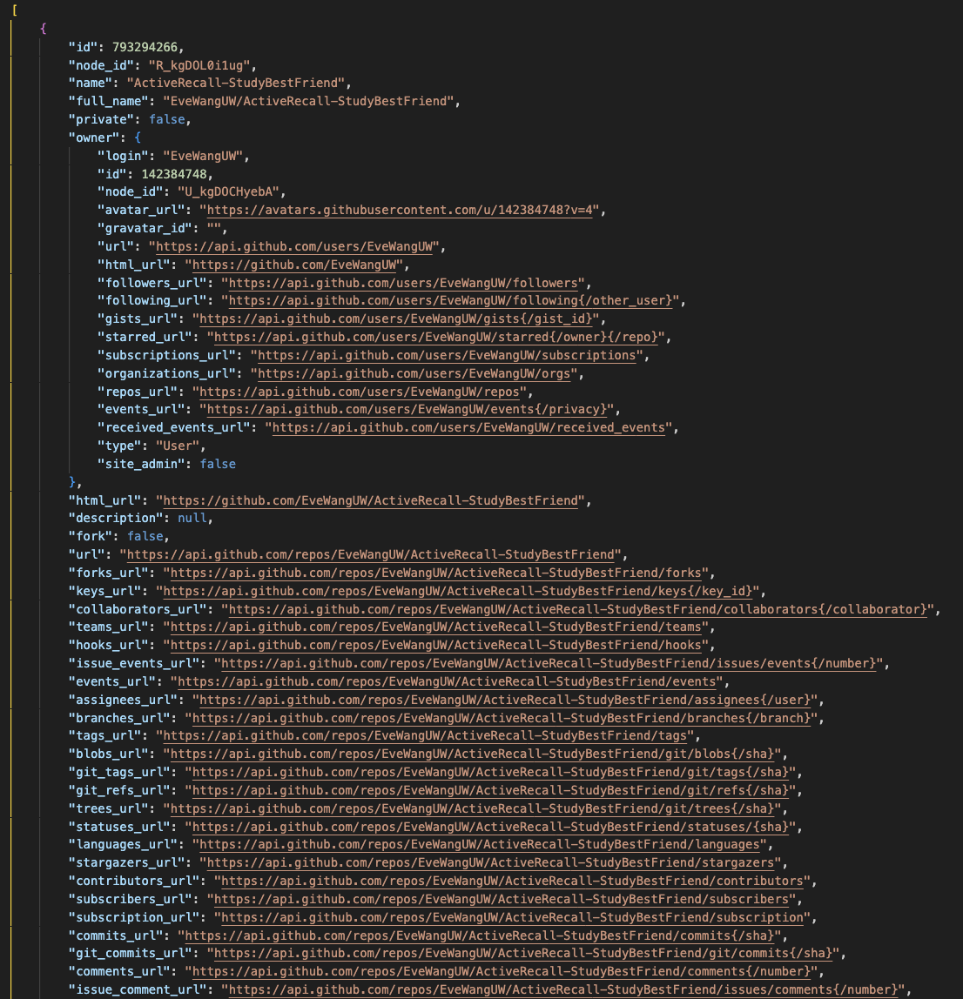 [
{
"id": 793294266,
"node_id": "R_kgDOL0i1ug",
"name": "ActiveRecall-StudyBestFriend",
"full_name": "EveWangUW/ActiveRecall-StudyBestFriend",
"private": false,
"owner": {
"login": "EveWangUW",
"id": 142384748,
"node_id": "U_kgDOCHyebA",
"avatar_url": "https://avatars.githubusercontent.com/u/142384748?v=4",
"gravatar_id": "",
"url": "https://api.github.com/users/EveWangUW",
"html_url": "https://github.com/EveWangUW",
"followers_url": "https://api.github.com/users/EveWangUW/followers",
"following_url": "https://api.github.com/users/EveWangUW/following{/other_user}",
"gists_url": "https://api.github.com/users/EveWangUW/gists{/gist_id}",
"starred_url": "https://api.github.com/users/EveWangUW/starred{/owner}{/repo}",
"subscriptions_url": "https://api.github.com/users/EveWangUW/subscriptions",
"organizations_url": "https://api.github.com/users/EveWangUW/orgs",
"repos_url": "https://api.github.com/users/EveWangUW/repos",
"events_url": "https://api.github.com/users/EveWangUW/events{/privacy}",
"received_events_url": "https://api.github.com/users/EveWangUW/received_events",
"type": "User",
"site_admin": false
},
"html_url": "https://github.com/EveWangUW/ActiveRecall-StudyBestFriend",
"description": null,
"fork": false,
"url": "https://api.github.com/repos/EveWangUW/ActiveRecall-StudyBestFriend",
"forks_url": "https://api.github.com/repos/EveWangUW/ActiveRecall-StudyBestFriend/forks",
"keys_url": "https://api.github.com/repos/EveWangUW/ActiveRecall-StudyBestFriend/keys{/key_id}",
"collaborators_url": "https://api.github.com/repos/EveWangUW/ActiveRecall-StudyBestFriend/collaborators{/collaborator}",
"teams_url": "https://api.github.com/repos/EveWangUW/ActiveRecall-StudyBestFriend/teams",
"hooks_url": "https://api.github.com/repos/EveWangUW/ActiveRecall-StudyBestFriend/hooks",
"issue_events_url": "https://api.github.com/repos/EveWangUW/ActiveRecall-StudyBestFriend/issues/events{/number}",
"events_url": "https://api.github.com/repos/EveWangUW/ActiveRecall-StudyBestFriend/events",
"assignees_url": "https://api.github.com/repos/EveWangUW/ActiveRecall-StudyBestFriend/assignees{/user}",
"branches_url": "https://api.github.com/repos/EveWangUW/ActiveRecall-StudyBestFriend/branches{/branch}",
"tags_url": "https://api.github.com/repos/EveWangUW/ActiveRecall-StudyBestFriend/tags",
"blobs_url": "https://api.github.com/repos/EveWangUW/ActiveRecall-StudyBestFriend/git/blobs{/sha}",
"git_tags_url": "https://api.github.com/repos/EveWangUW/ActiveRecall-StudyBestFriend/git/tags{/sha}",
"git_refs_url": "https://api.github.com/repos/EveWangUW/ActiveRecall-StudyBestFriend/git/refs{/sha}",
"trees_url": "https://api.github.com/repos/EveWangUW/ActiveRecall-StudyBestFriend/git/trees{/sha}",
"statuses_url": "https://api.github.com/repos/EveWangUW/ActiveRecall-StudyBestFriend/statuses/{sha}",
"languages_url": "https://api.github.com/repos/EveWangUW/ActiveRecall-StudyBestFriend/languages",
"stargazers_url": "https://api.github.com/repos/EveWangUW/ActiveRecall-StudyBestFriend/stargazers",
"contributors_url": "https://api.github.com/repos/EveWangUW/ActiveRecall-StudyBestFriend/contributors",
"subscribers_url": "https://api.github.com/repos/EveWangUW/ActiveRecall-StudyBestFriend/subscribers",
"subscription_url": "https://api.github.com/repos/EveWangUW/ActiveRecall-StudyBestFriend/subscription",
"commits_url": "https://api.github.com/repos/EveWangUW/ActiveRecall-StudyBestFriend/commits{/sha}",
"git_commits_url": "https://api.github.com/repos/EveWangUW/ActiveRecall-StudyBestFriend/git/commits{/sha}",
"comments_url": "https://api.github.com/repos/EveWangUW/ActiveRecall-StudyBestFriend/comments{/number}",
"issue_comment_url": "https://api.github.com/repos/EveWangUW/ActiveRecall-StudyBestFriend/issues/comments{/number}",